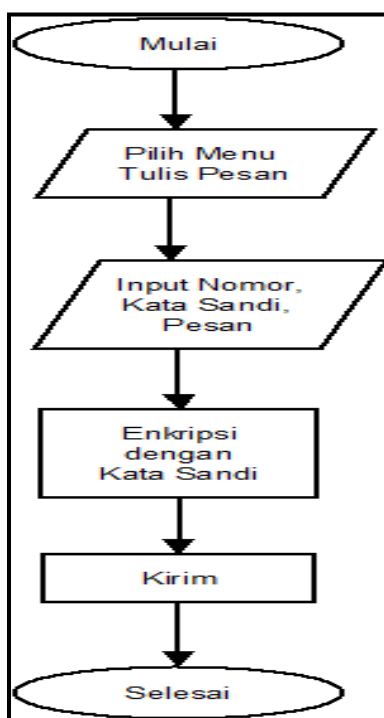 Mulai
Pilih Menu
Tulis Pesan
Input Nomor,
Kata Sandi,
Pesan
Enkripsi
dengan
Kata Sandi
Kirim
Selesai